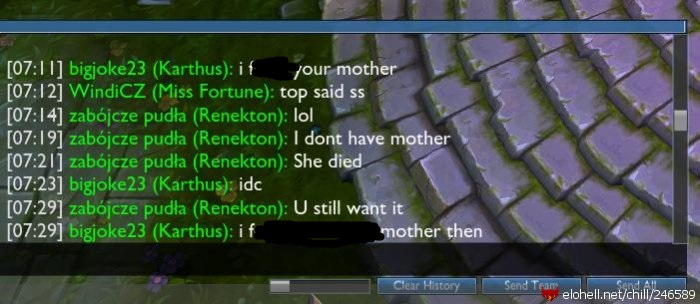 [07:11] bigjoke23 (Karthus): i f your mother
[07:12] WindiCZ (Miss Fortune): top said ss
[07:14] zabójcze pudła (Renekton): lol
[07:19] zabójcze pudła (Renekton): I dont have mother
[07:21] zabójcze pudła (Renekton): She died
[07:23] bigjoke23 (Karthus): idc
[07:29] zabójcze pudła (Renekton): U still want it
[07:29] bigjoke23 (Karthus): i f mother then
Clear History Send Team Send All
elohell.net/chill/246589